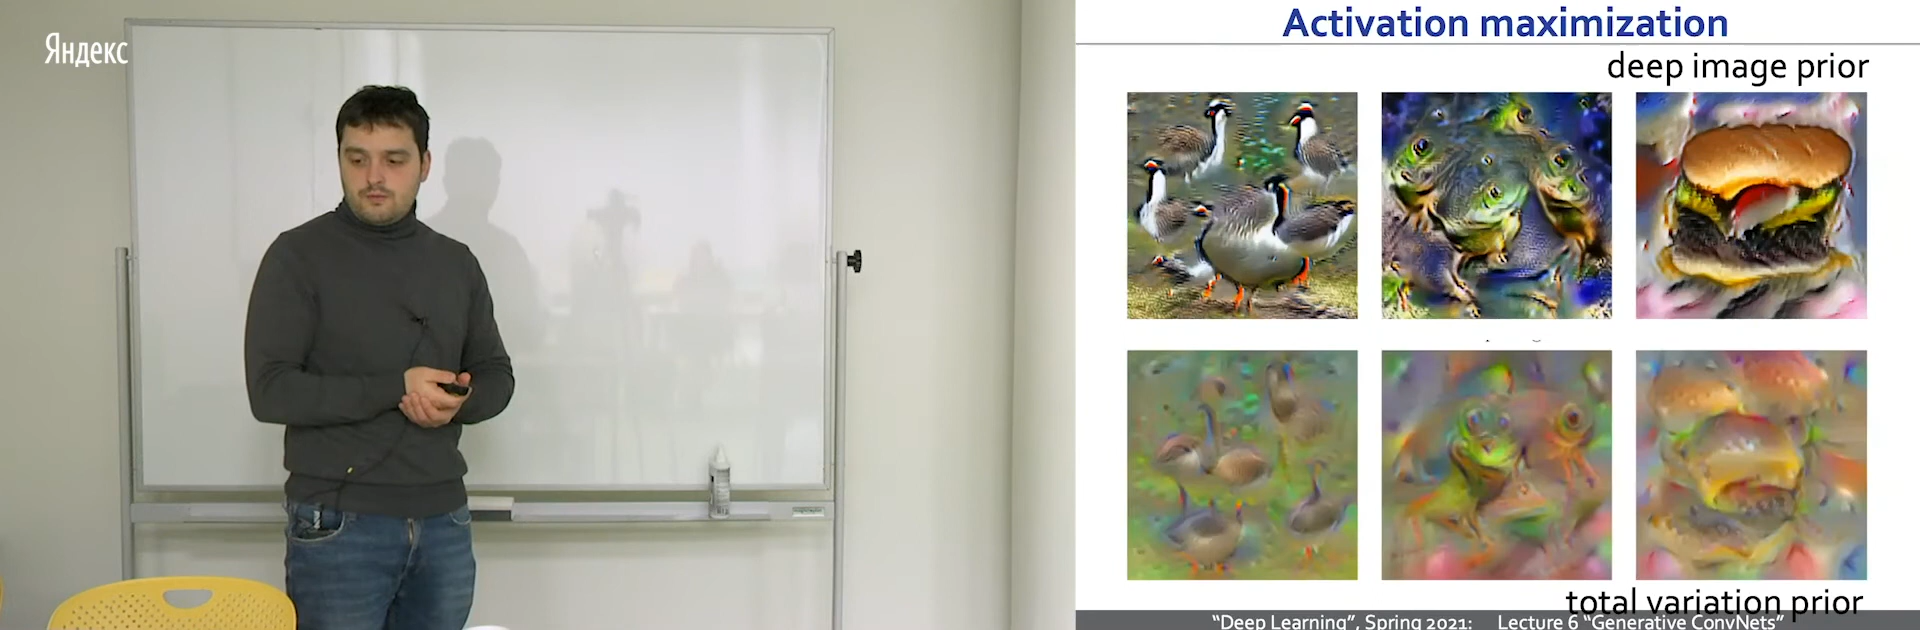 Яндекс
Activation maximization
deep image prior
total variation prior
"Deep Learning", Spring 2021: Lecture 6 "Generative ConvNets"